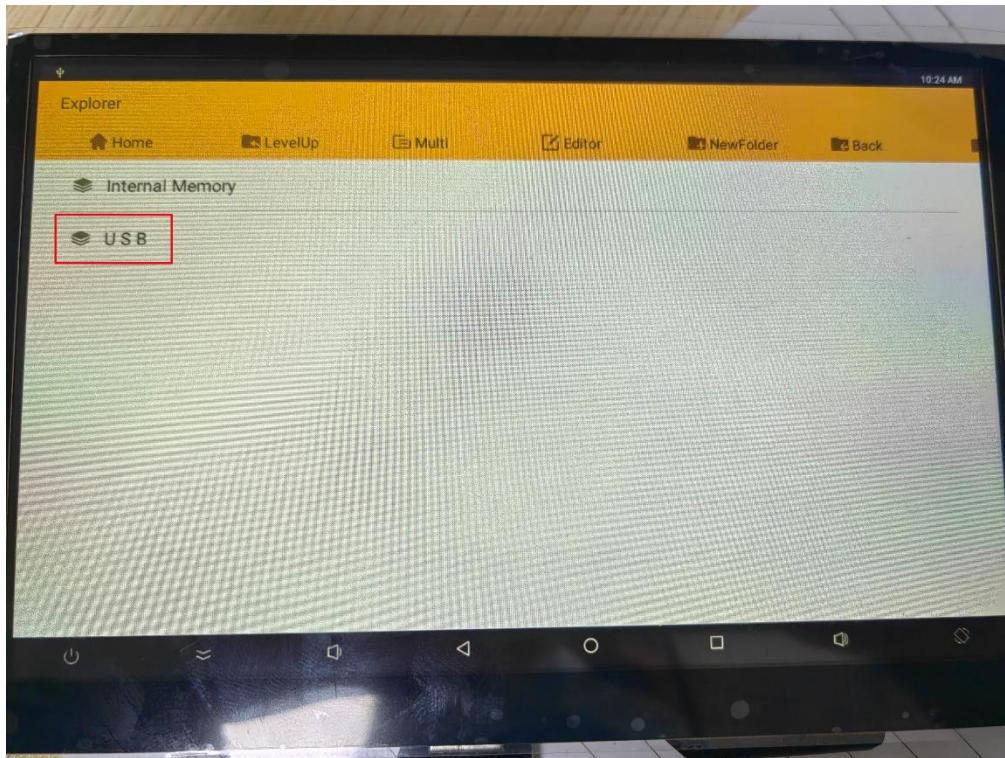 10:24 AM
Explorer
Home LevelUp Multi Editor NewFolder Back
Internal Memory
USB